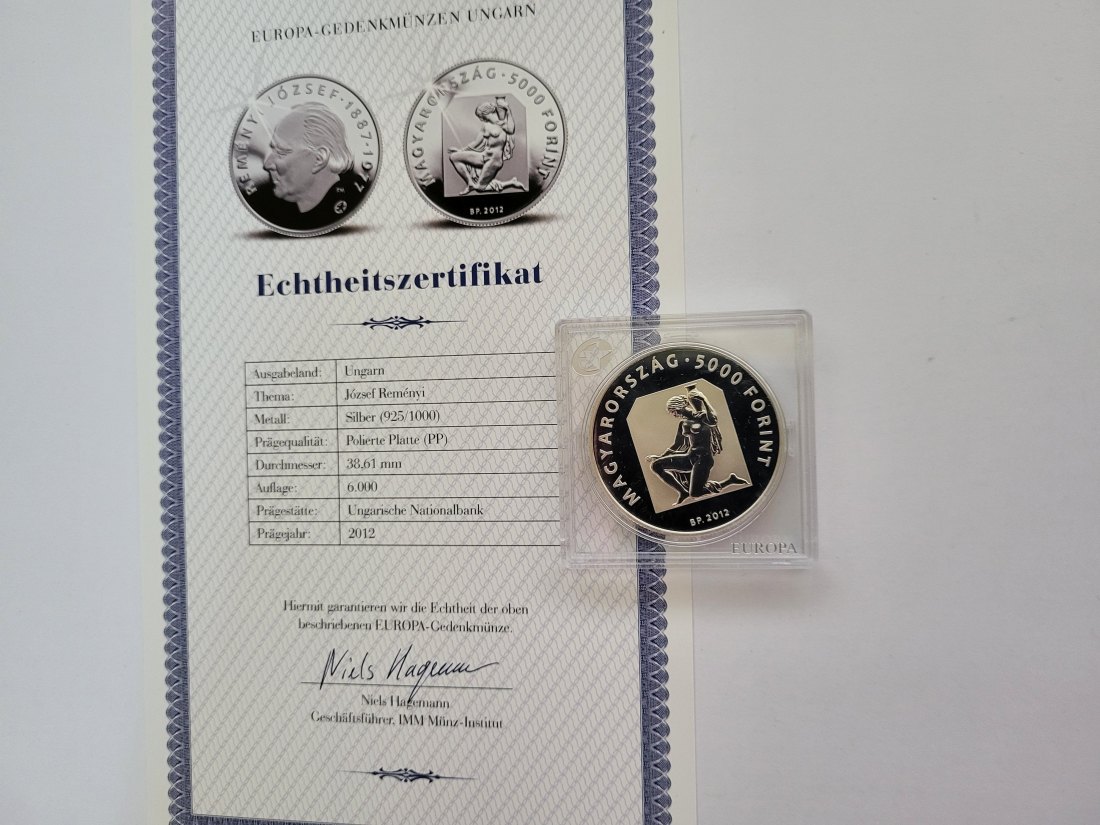 EUROPA-GEDENKMÜNZEN UNGARN
REMÉNYI JÓZSEF·1887·1977
MAGYARORSZÁG·5000 FORINT
BP. 2012
Echtheitszertifikat
Ausgabeland: Ungarn
Thema: József Reményi
Metall: Silber (925/1000)
Prägequalität: Polierte Platte (PP)
Durchmesser: 38,61 mm
Auflage: 6.000
Prägestätte: Ungarische Nationalbank
Prägejahr: 2012
Hiermit garantieren wir die Echtheit der oben
beschriebenen EUROPA-Gedenkmünze.
Niels Hagemann
Niels Hagemann
Geschäftsführer, IMM Münz-Institut
MAGYARORSZÁG·5000 FORINT
BP. 2012
EUROPA